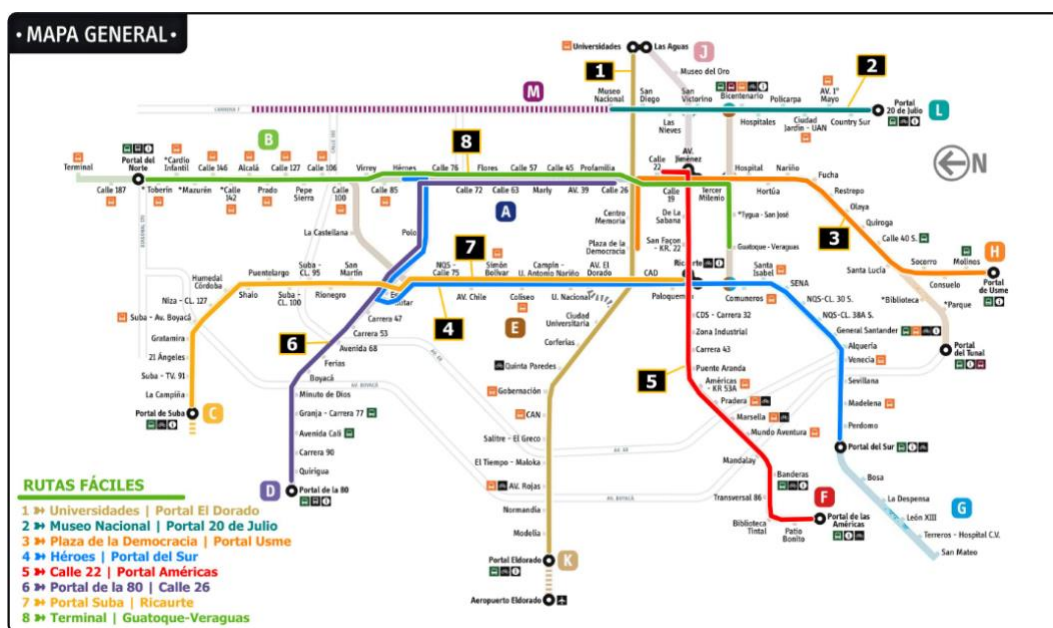 • MAPA GENERAL •
Universidades
Las Aguas
J
1
Museo
Nacional
San
Diego
Museo del Oro
San
Victorino
Bicentenario
Policarpa
AV. 1°
Mayo
2
Portal
20 de Julio
L
M
CARRERA 7
Las
Nieves
Hospitales
Ciudad
Jardín - UAN
Country Sur
N
B
8
Terminal
Portal del
Norte
*Cardio
Infantil
Calle 146
Alcalá
Calle 127
Calle 106
Virrey
Héroes
Calle 76
Flores
Calle 57
Calle 45
Profamilia
Calle
22
AV.
Jiménez
Hospital
Nariño
Fucha
Restrepo
Olaya
Quiroga
Calle 40 S.
3
Calle 187
* Toberín
*Mazurén
*Calle
142
Prado
Pepe
Sierra
Calle
100
Calle 85
Calle 72
Calle 63
Marly
AV. 39
Calle 26
Calle
19
Tercer
Milenio
Hortúa
A
La Castellana
Polo
Centro
Memoria
De La
Sabana
*Tygua - San José
Plaza de la
Democracia
San Façon
- KR. 22
Guatoque - Veraguas
7
H
Humedal
Córdoba
Puentelargo
Suba -
CL. 95
San
Martín
NQS -
Calle 75
Simón
Bolívar
Campín -
U. Antonio Nariño
AV. El
Dorado
CAD
Ricaurte
Santa
Isabel
SENA
Santa Lucía
Socorro
Molinos
Portal
de Usme
Consuelo
*Biblioteca
*Parque
Niza - CL. 127
Shaio
Suba -
CL. 100
Rionegro
AV. Chile
Coliseo
U. Nacional
Paloquemao
Comuneros
NQS-CL. 30 S.
NQS-CL. 38A S.
4
E
Suba - Av. Boyacá
Carrera 47
Carrera 53
Avenida 68
Ferias
Boyacá
6
Gratamira
21 Ángeles
Suba - TV. 91
La Campiña
Portal de Suba
C
Ciudad
Universitaria
Corferias
Quinta Paredes
Gobernación
CAN
Salitre - El Greco
El Tiempo - Maloka
AV. Rojas
Normandía
Modelia
Portal Eldorado
K
Aeropuerto Eldorado
CDS - Carrera 32
Zona Industrial
Carrera 43
Puente Aranda
5
Américas
- KR 53A
Pradera
Marsella
Mundo Aventura
Mandalay
Banderas
Transversal 86
Biblioteca
Tintal
Patio
Bonito
Portal de las
Américas
F
General Santander
Portal
del Tunal
Alquería
Venecia
Sevillana
Madelena
Perdomo
Portal del Sur
Bosa
La Despensa
León XIII
Terreros - Hospital C.V.
San Mateo
G
Minuto de Dios
Granja - Carrera 77
Avenida Cali
Carrera 90
Quirigua
D
Portal de la 80
AV. BOYACÁ
AV. 68
AV. BOYACÁ
RUTAS FÁCILES
1 Universidades | Portal El Dorado
2 Museo Nacional | Portal 20 de Julio
3 Plaza de la Democracia | Portal Usme
4 Héroes | Portal del Sur
5 Calle 22 | Portal Américas
6 Portal de la 80 | Calle 26
7 Portal Suba | Ricaurte
8 Terminal | Guatoque-Veraguas